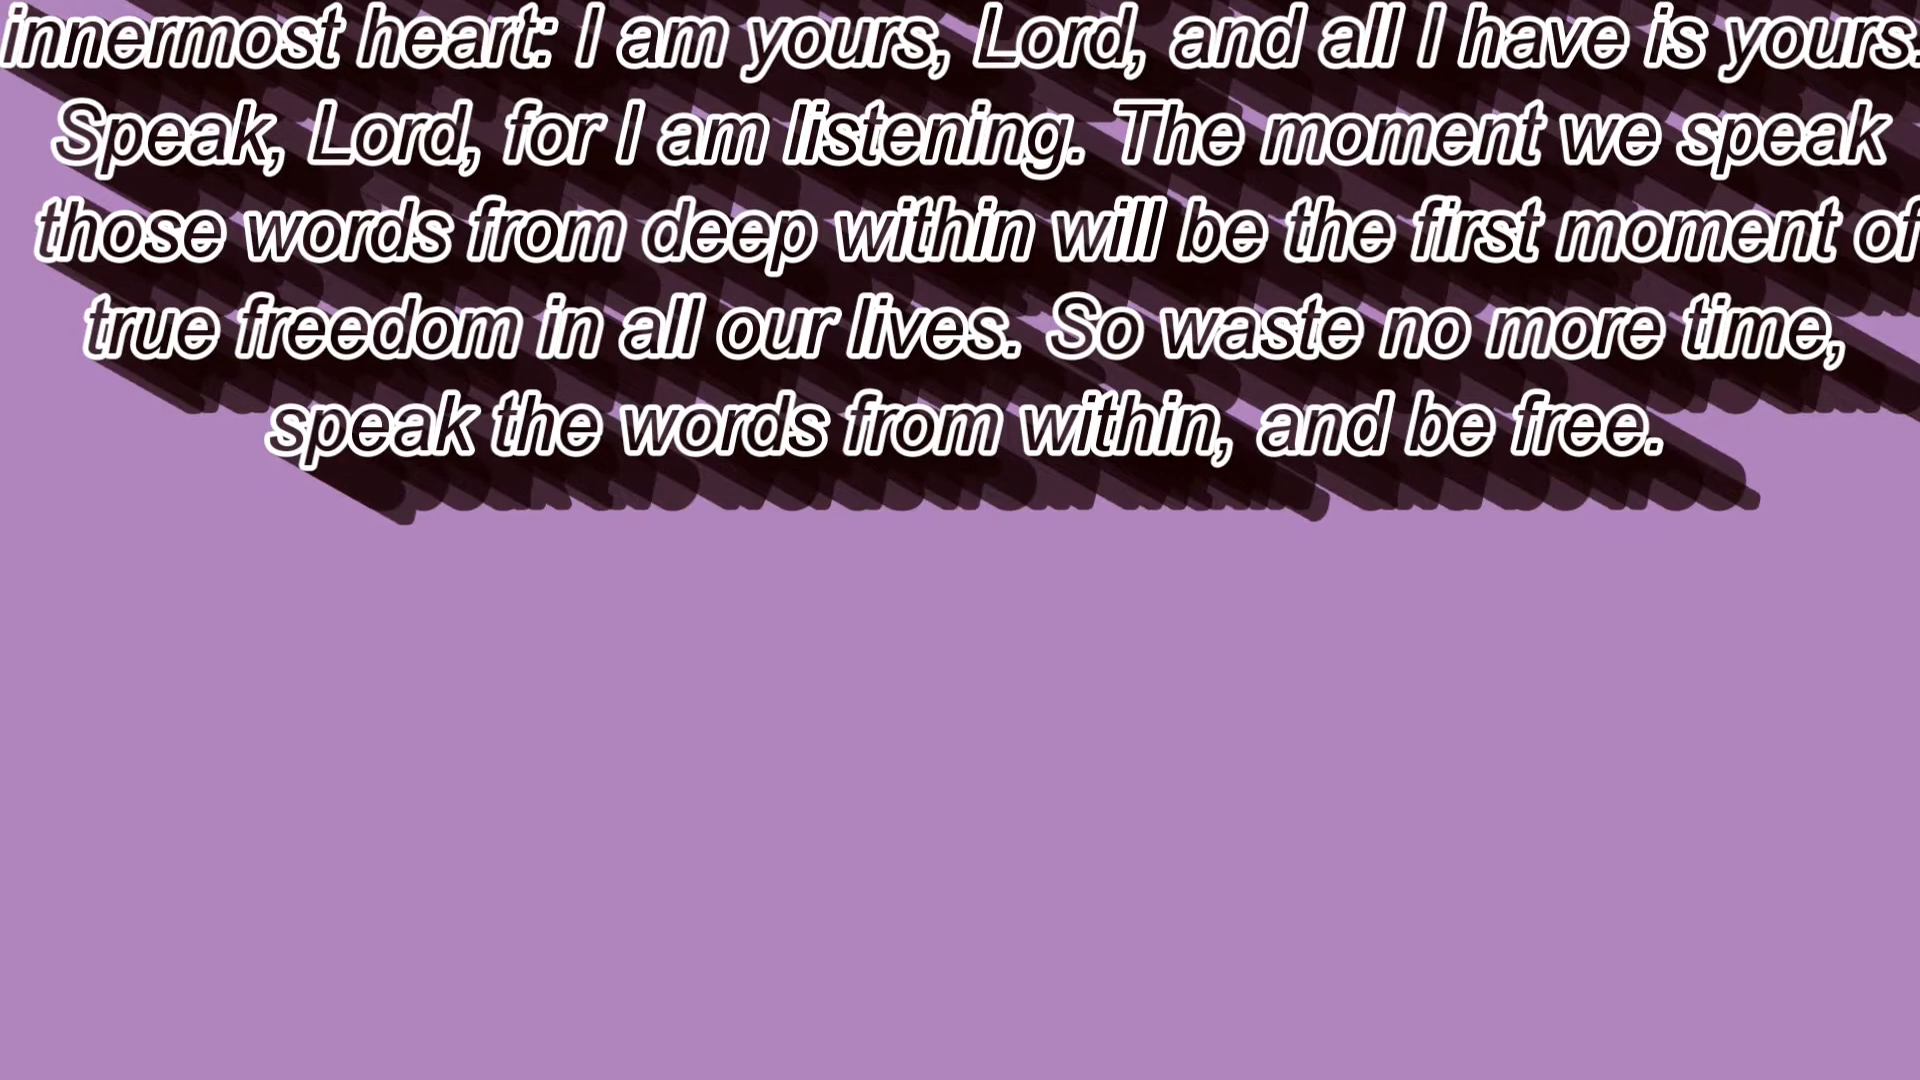 innermost heart: I am yours, Lord, and all I have is yours.
Speak, Lord, for I am listening. The moment we speak
those words from deep within will be the first moment of
true freedom in all our lives. So waste no more time,
speak the words from within, and be free.